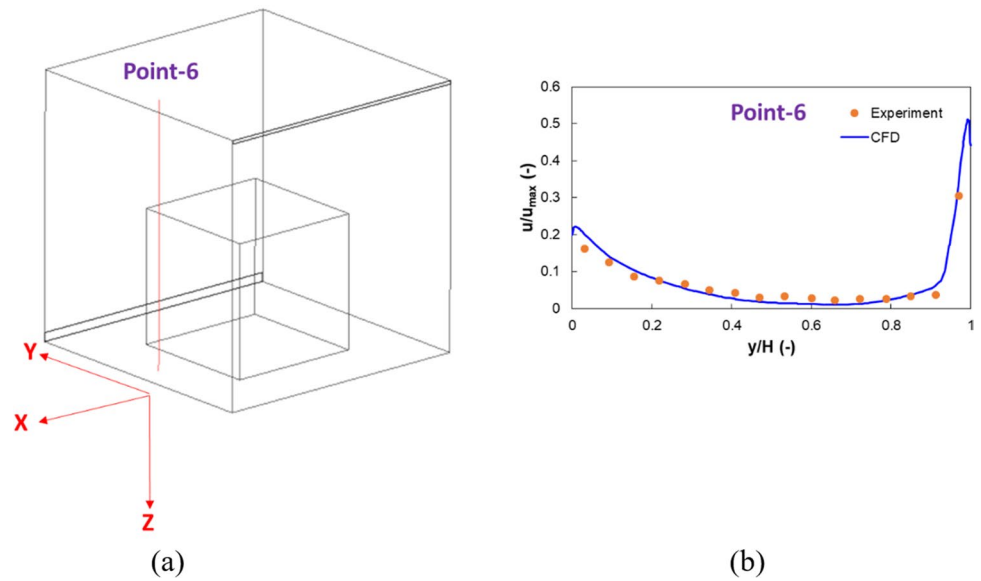 Point-6
Y
X
Z
(a)
Point-6
Experiment
CFD
0.6
0.5
0.4
0.3
0.2
0.1
0
u/umax (-)
0 0.2 0.4 0.6 0.8 1
y/H (-)
(b)